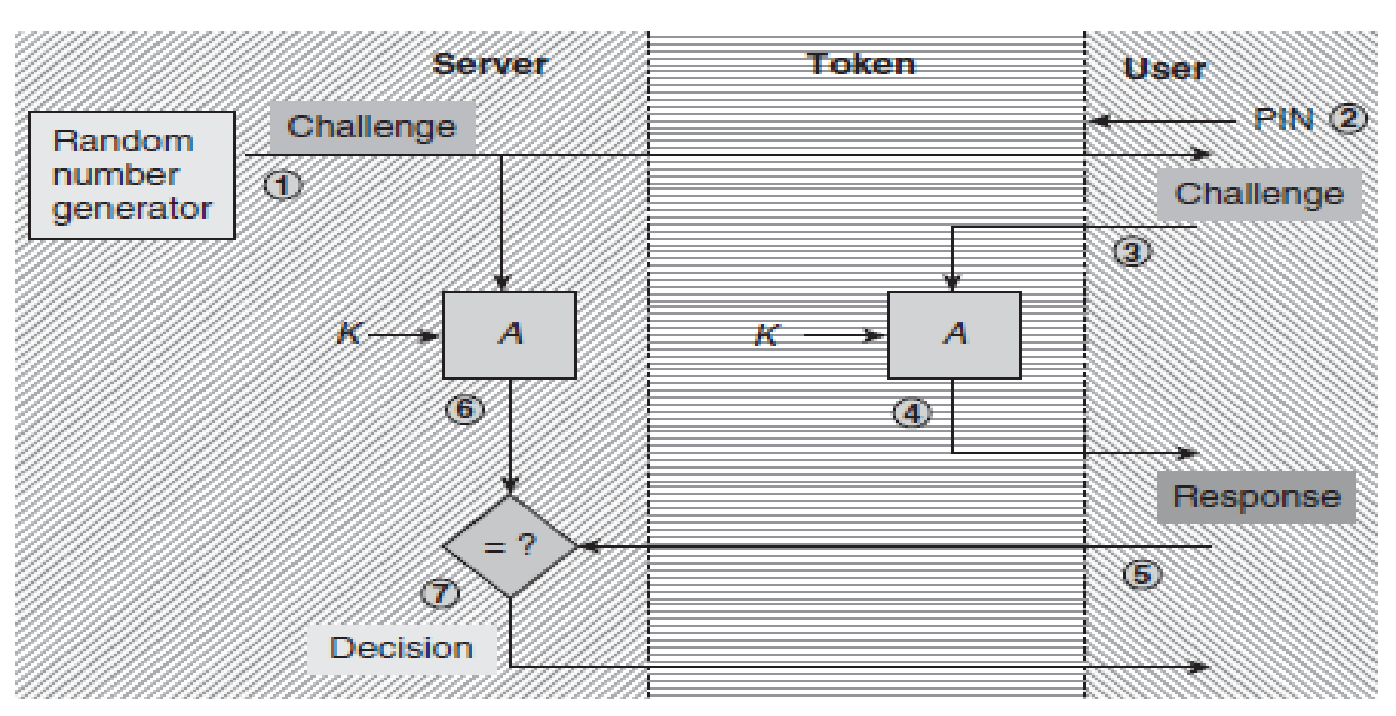 Server
Token
User
Random
number
generator
Challenge
PIN ②
①
Challenge
③
K
A
K
A
⑥
④
Response
= ?
⑤
⑦
Decision